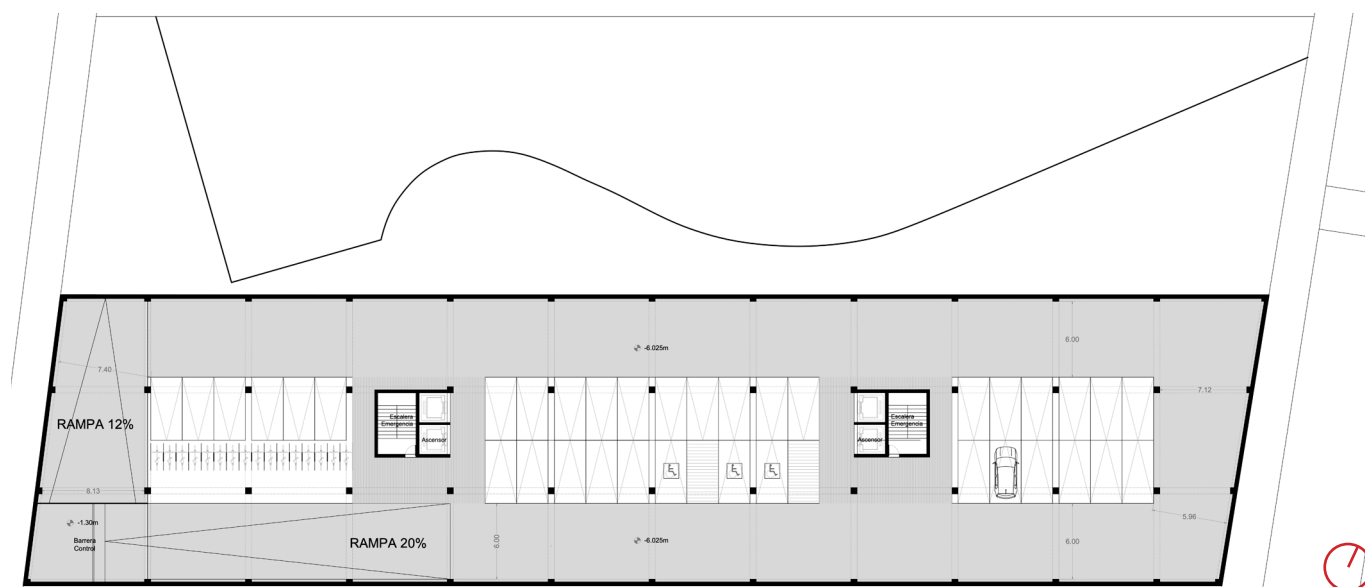 -6.025m
6.00
7.40
7.12
Escalera
Emergencia
Escalera
Emergencia
RAMPA 12%
Ascensor
Ascensor
8.13
5.96
-1.30m
Barrera
Control
RAMPA 20%
6.00
-6.025m
6.00